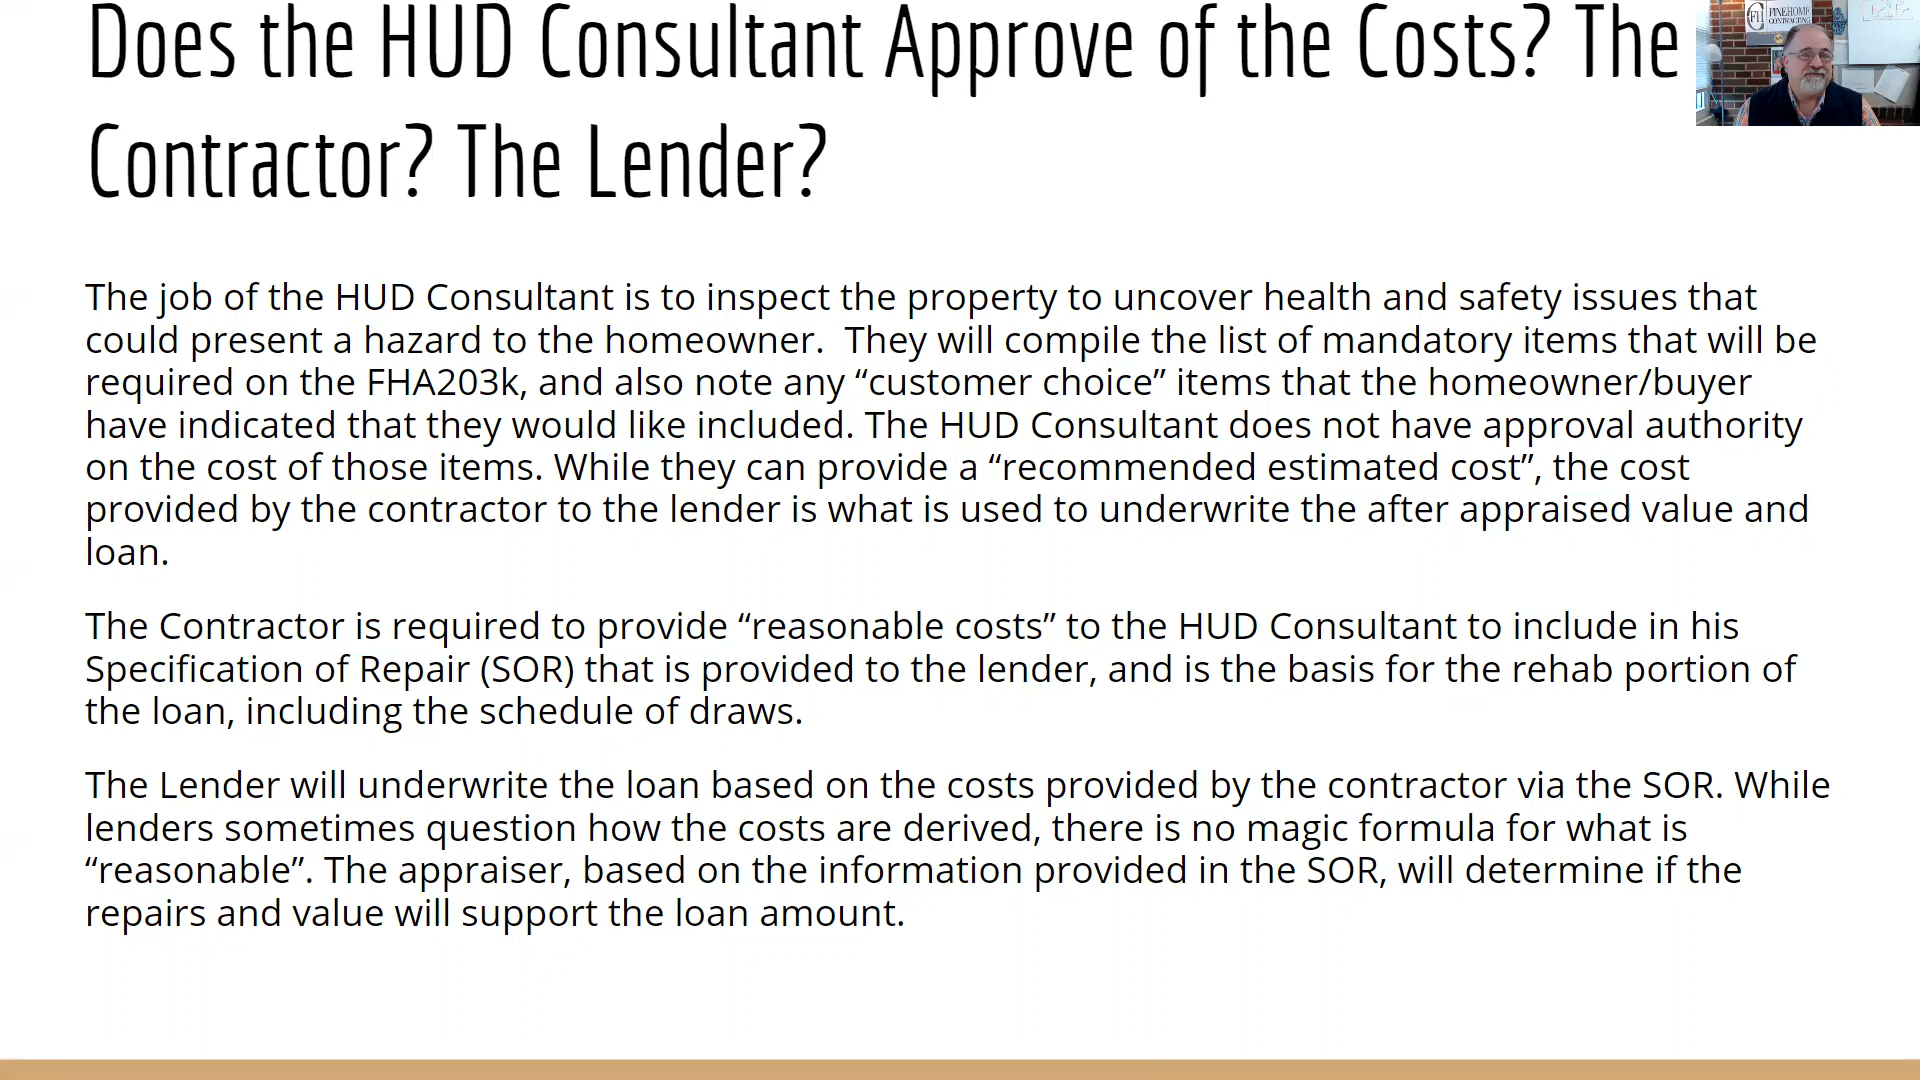 Does the HUD Consultant Approve of the Costs? The
Contractor? The Lender?
FINEHOME
CONTRACTING
The job of the HUD Consultant is to inspect the property to uncover health and safety issues that
could present a hazard to the homeowner.  They will compile the list of mandatory items that will be
required on the FHA203k, and also note any “customer choice” items that the homeowner/buyer
have indicated that they would like included. The HUD Consultant does not have approval authority
on the cost of those items. While they can provide a “recommended estimated cost”, the cost
provided by the contractor to the lender is what is used to underwrite the after appraised value and
loan.
The Contractor is required to provide “reasonable costs” to the HUD Consultant to include in his
Specification of Repair (SOR) that is provided to the lender, and is the basis for the rehab portion of
the loan, including the schedule of draws.
The Lender will underwrite the loan based on the costs provided by the contractor via the SOR. While
lenders sometimes question how the costs are derived, there is no magic formula for what is
“reasonable”. The appraiser, based on the information provided in the SOR, will determine if the
repairs and value will support the loan amount.